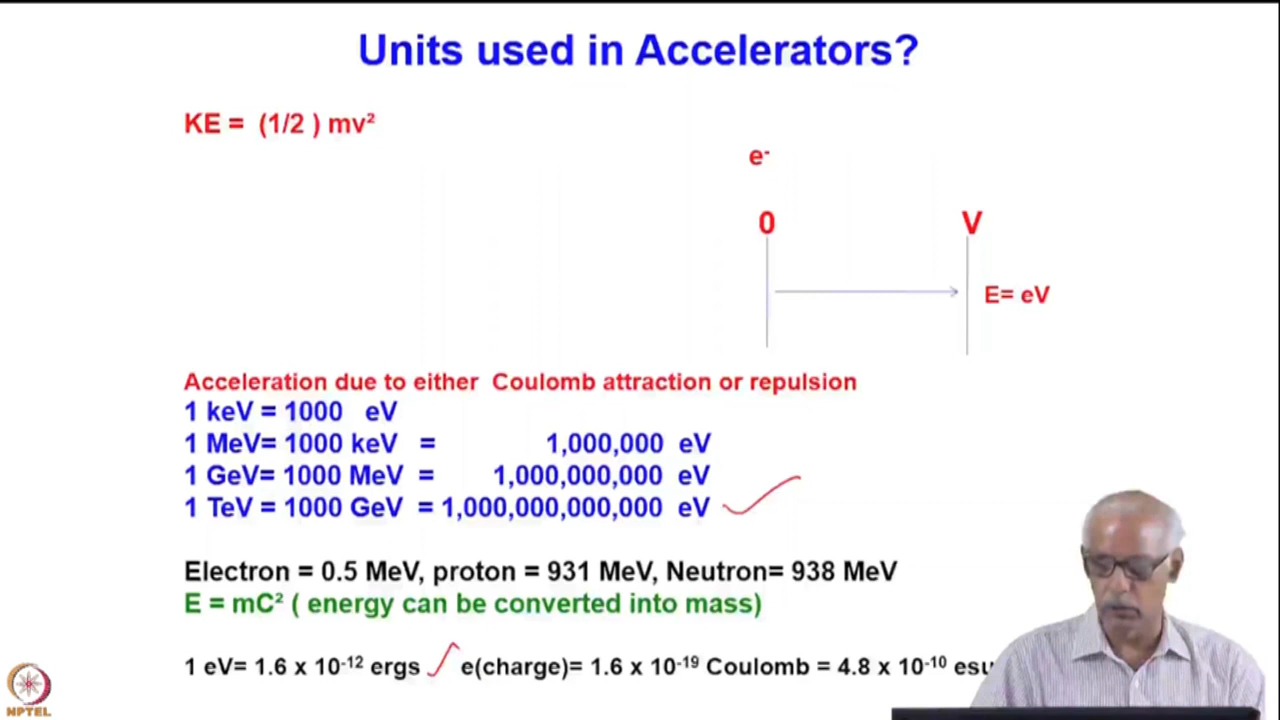 Units used in Accelerators?
KE = (1/2 ) mv²
e⁻
0 V
E= eV
Acceleration due to either Coulomb attraction or repulsion
1 keV = 1000 eV
1 MeV= 1000 keV = 1,000,000 eV
1 GeV= 1000 MeV = 1,000,000,000 eV
1 TeV = 1000 GeV = 1,000,000,000,000 eV
Electron = 0.5 MeV, proton = 931 MeV, Neutron= 938 MeV
E = mC² ( energy can be converted into mass)
1 eV= 1.6 x 10⁻¹² ergs e(charge)= 1.6 x 10⁻¹⁹ Coulomb = 4.8 x 10⁻¹⁰ esu
NPTEL